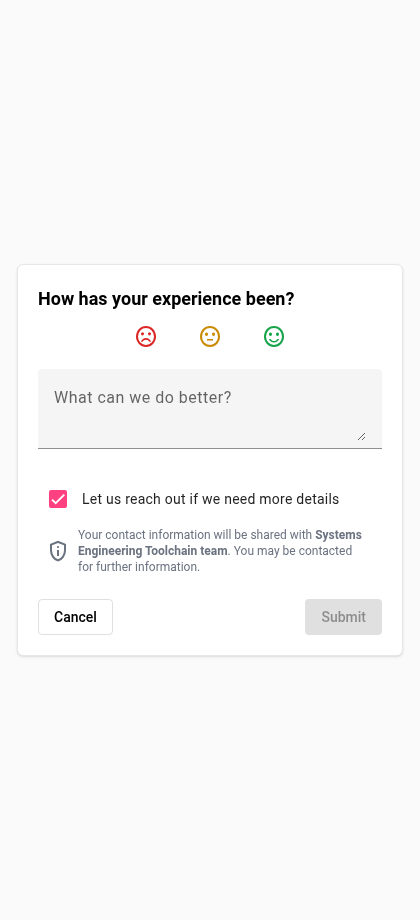 How has your experience been?
What can we do better?
Let us reach out if we need more details
Your contact information will be shared with Systems
Engineering Toolchain team. You may be contacted
for further information.
Cancel
Submit